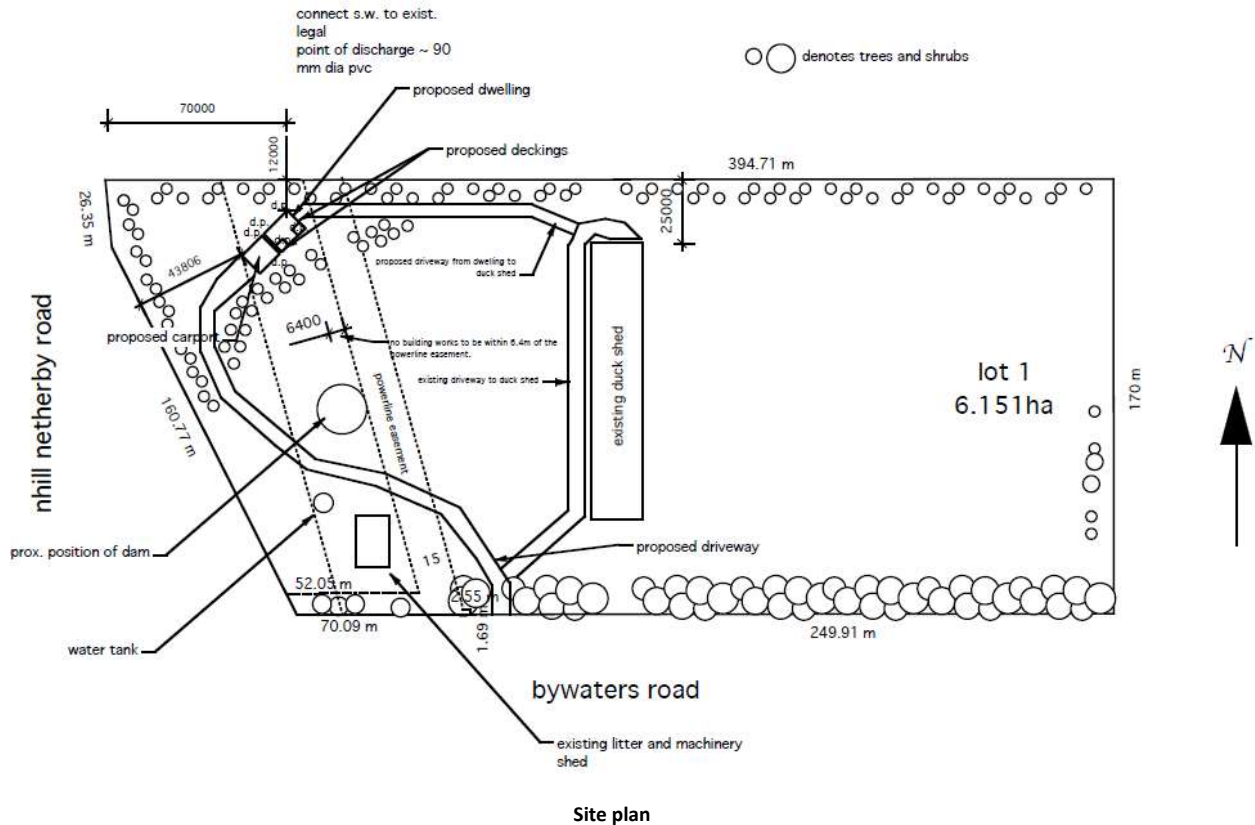 connect s.w. to exist.
legal
point of discharge ~ 90
mm dia pvc
denotes trees and shrubs
proposed dwelling
70000
proposed deckings
12000
394.71 m
26.35 m
25000
d.p.
d.p.
d.p.
d.p.
d.p.
43806
proposed driveway from dwelling to
duck shed
proposed carport
6400
no building works to be within 6.4m of the
powerline easement.
nhill netherby road
powerline easement
existing driveway to duck shed
existing duck shed
lot 1
6.151ha
170 m
N
160.77 m
prox. position of dam
proposed driveway
15
52.05 m
2.55 m
1.69 m
70.09 m
249.91 m
water tank
bywaters road
existing litter and machinery
shed
Site plan